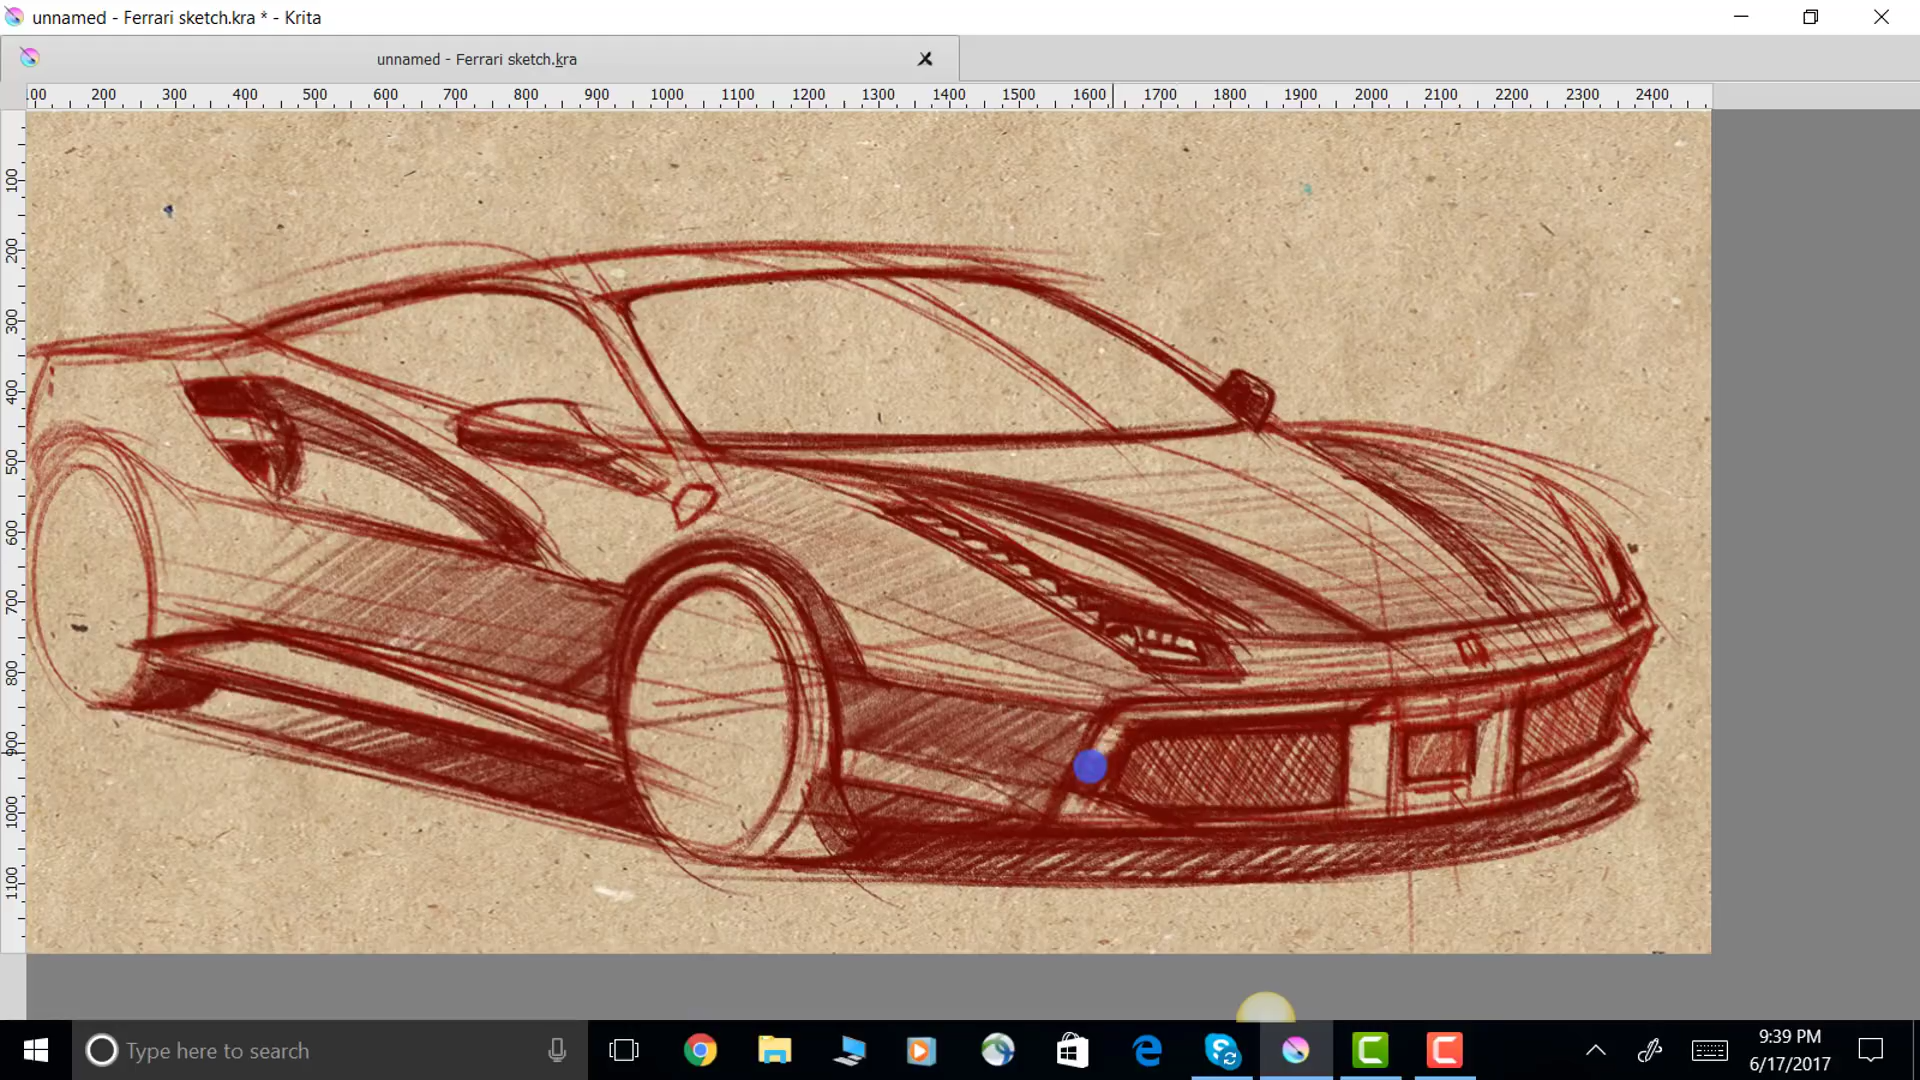 unnamed - Ferrari sketch.kra * - Krita
unnamed - Ferrari sketch.kra
100 200 300 400 500 600 700 800 900 1000 1100 1200 1300 1400 1500 1600 1700 1800 1900 2000 2100 2200 2300 2400
100
200
300
400
500
600
700
800
900
1000
1100
Type here to search
9:39 PM
6/17/2017